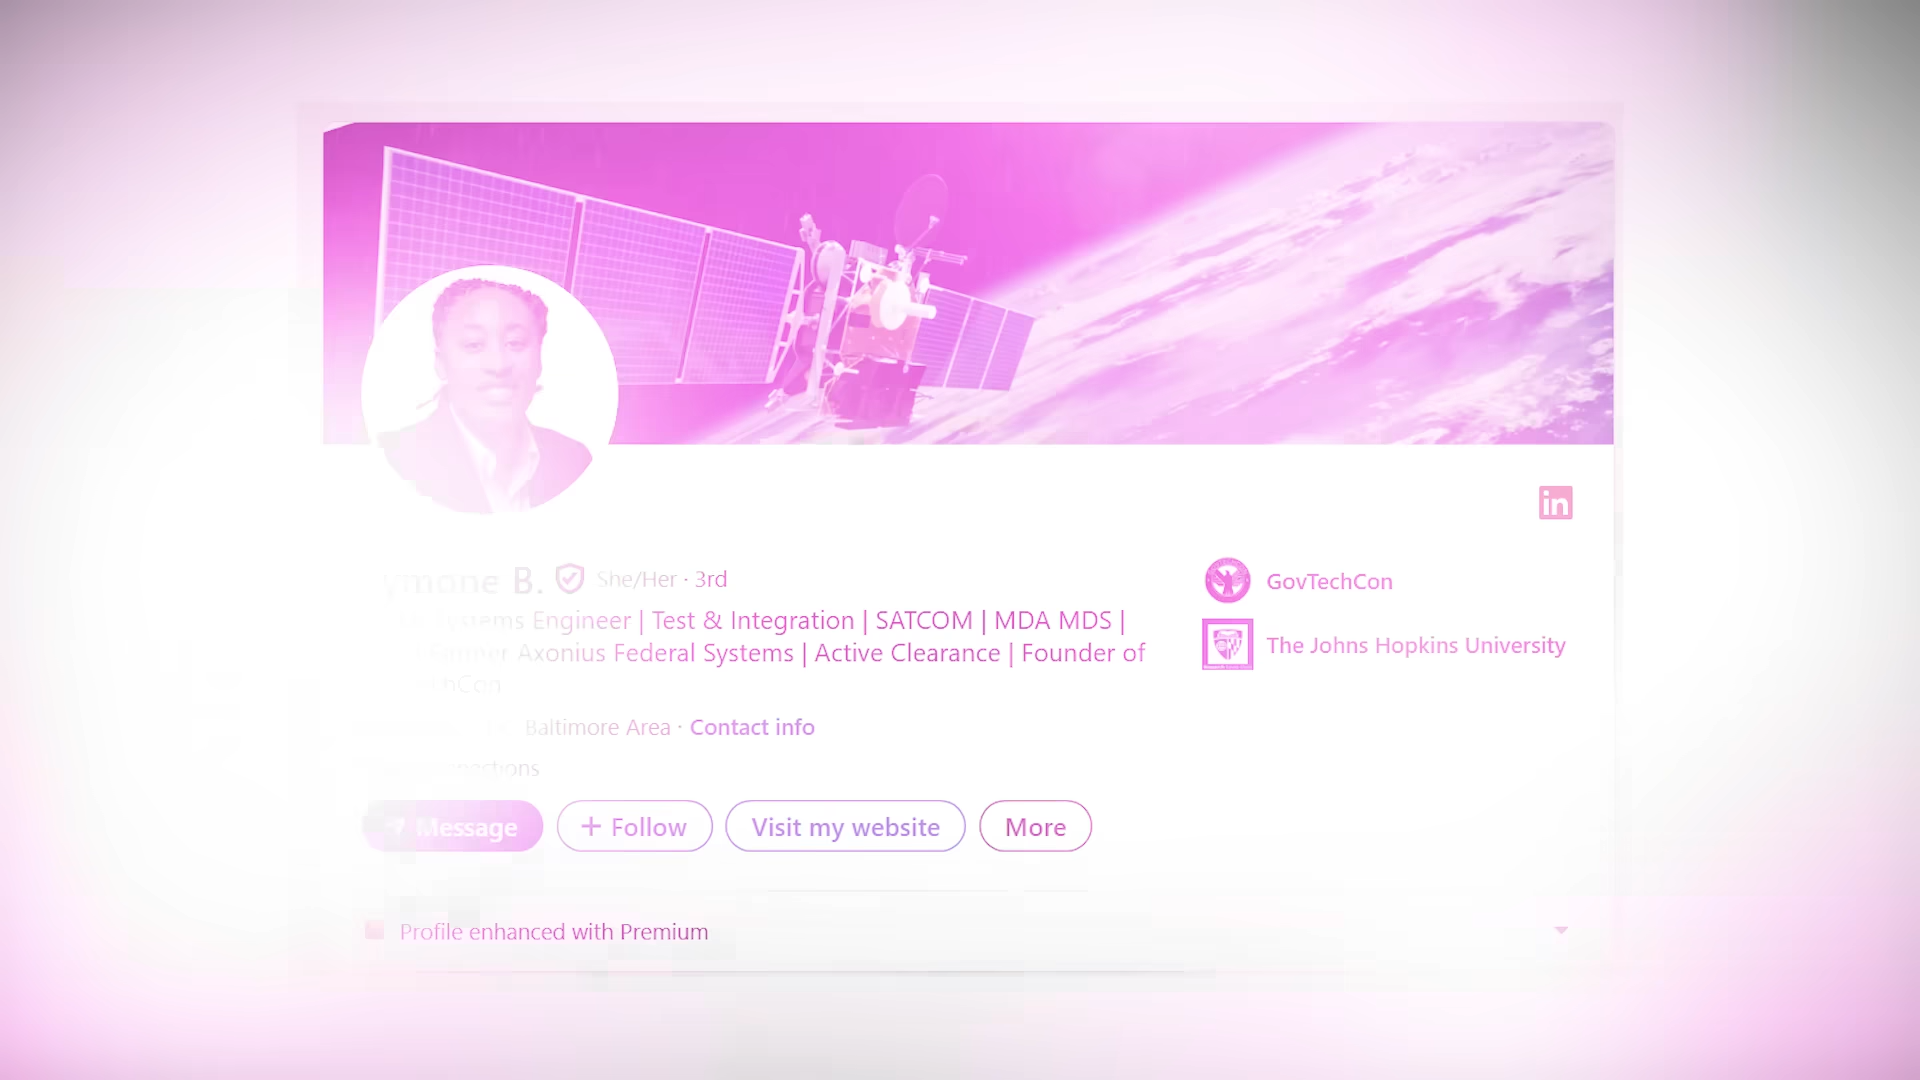 B. She/Her · 3rd
Systems Engineer | Test & Integration | SATCOM | MDA MDS |
Former Axonius Federal Systems | Active Clearance | Founder of
Baltimore Area · Contact info
Message
+ Follow
Visit my website
More
Profile enhanced with Premium
in
GovTechCon
The Johns Hopkins University